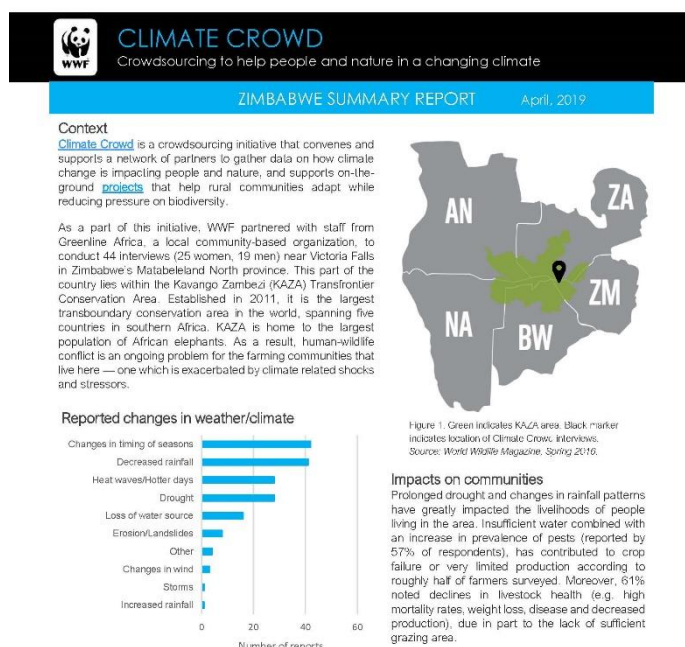 WWF
CLIMATE CROWD
Crowdsourcing to help people and nature in a changing climate
ZIMBABWE SUMMARY REPORT April, 2019
Context
Climate Crowd is a crowdsourcing initiative that convenes and
supports a network of partners to gather data on how climate
change is impacting people and nature, and supports on-the-
ground projects that help rural communities adapt while
reducing pressure on biodiversity.
As a part of this initiative, WWF partnered with staff from
Greenline Africa, a local community-based organization, to
conduct 44 interviews (25 women, 19 men) near Victoria Falls
in Zimbabwe's Matabeleland North province. This part of the
country lies within the Kavango Zambezi (KAZA) Transfrontier
Conservation Area. Established in 2011, it is the largest
transboundary conservation area in the world, spanning five
countries in southern Africa. KAZA is home to the largest
population of African elephants. As a result, human-wildlife
conflict is an ongoing problem for the farming communities that
live here — one which is exacerbated by climate related shocks
and stressors.
Reported changes in weather/climate
Changes in timing of seasons
Decreased rainfall
Heat waves/Hotter days
Drought
Loss of water source
Erosion/Landslides
Other
Changes in wind
Storms
Increased rainfall
0 20 40 60
Number of reports
AN
ZA
ZM
NA
BW
Figure 1. Green indicates KAZA area. Black marker
indicates location of Climate Crowd interviews.
Source: World Wildlife Magazine, Spring 2016.
Impacts on communities
Prolonged drought and changes in rainfall patterns
have greatly impacted the livelihoods of people
living in the area. Insufficient water combined with
an increase in prevalence of pests (reported by
57% of respondents), has contributed to crop
failure or very limited production according to
roughly half of farmers surveyed. Moreover, 61%
noted declines in livestock health (e.g. high
mortality rates, weight loss, disease and decreased
production), due in part to the lack of sufficient
grazing area.